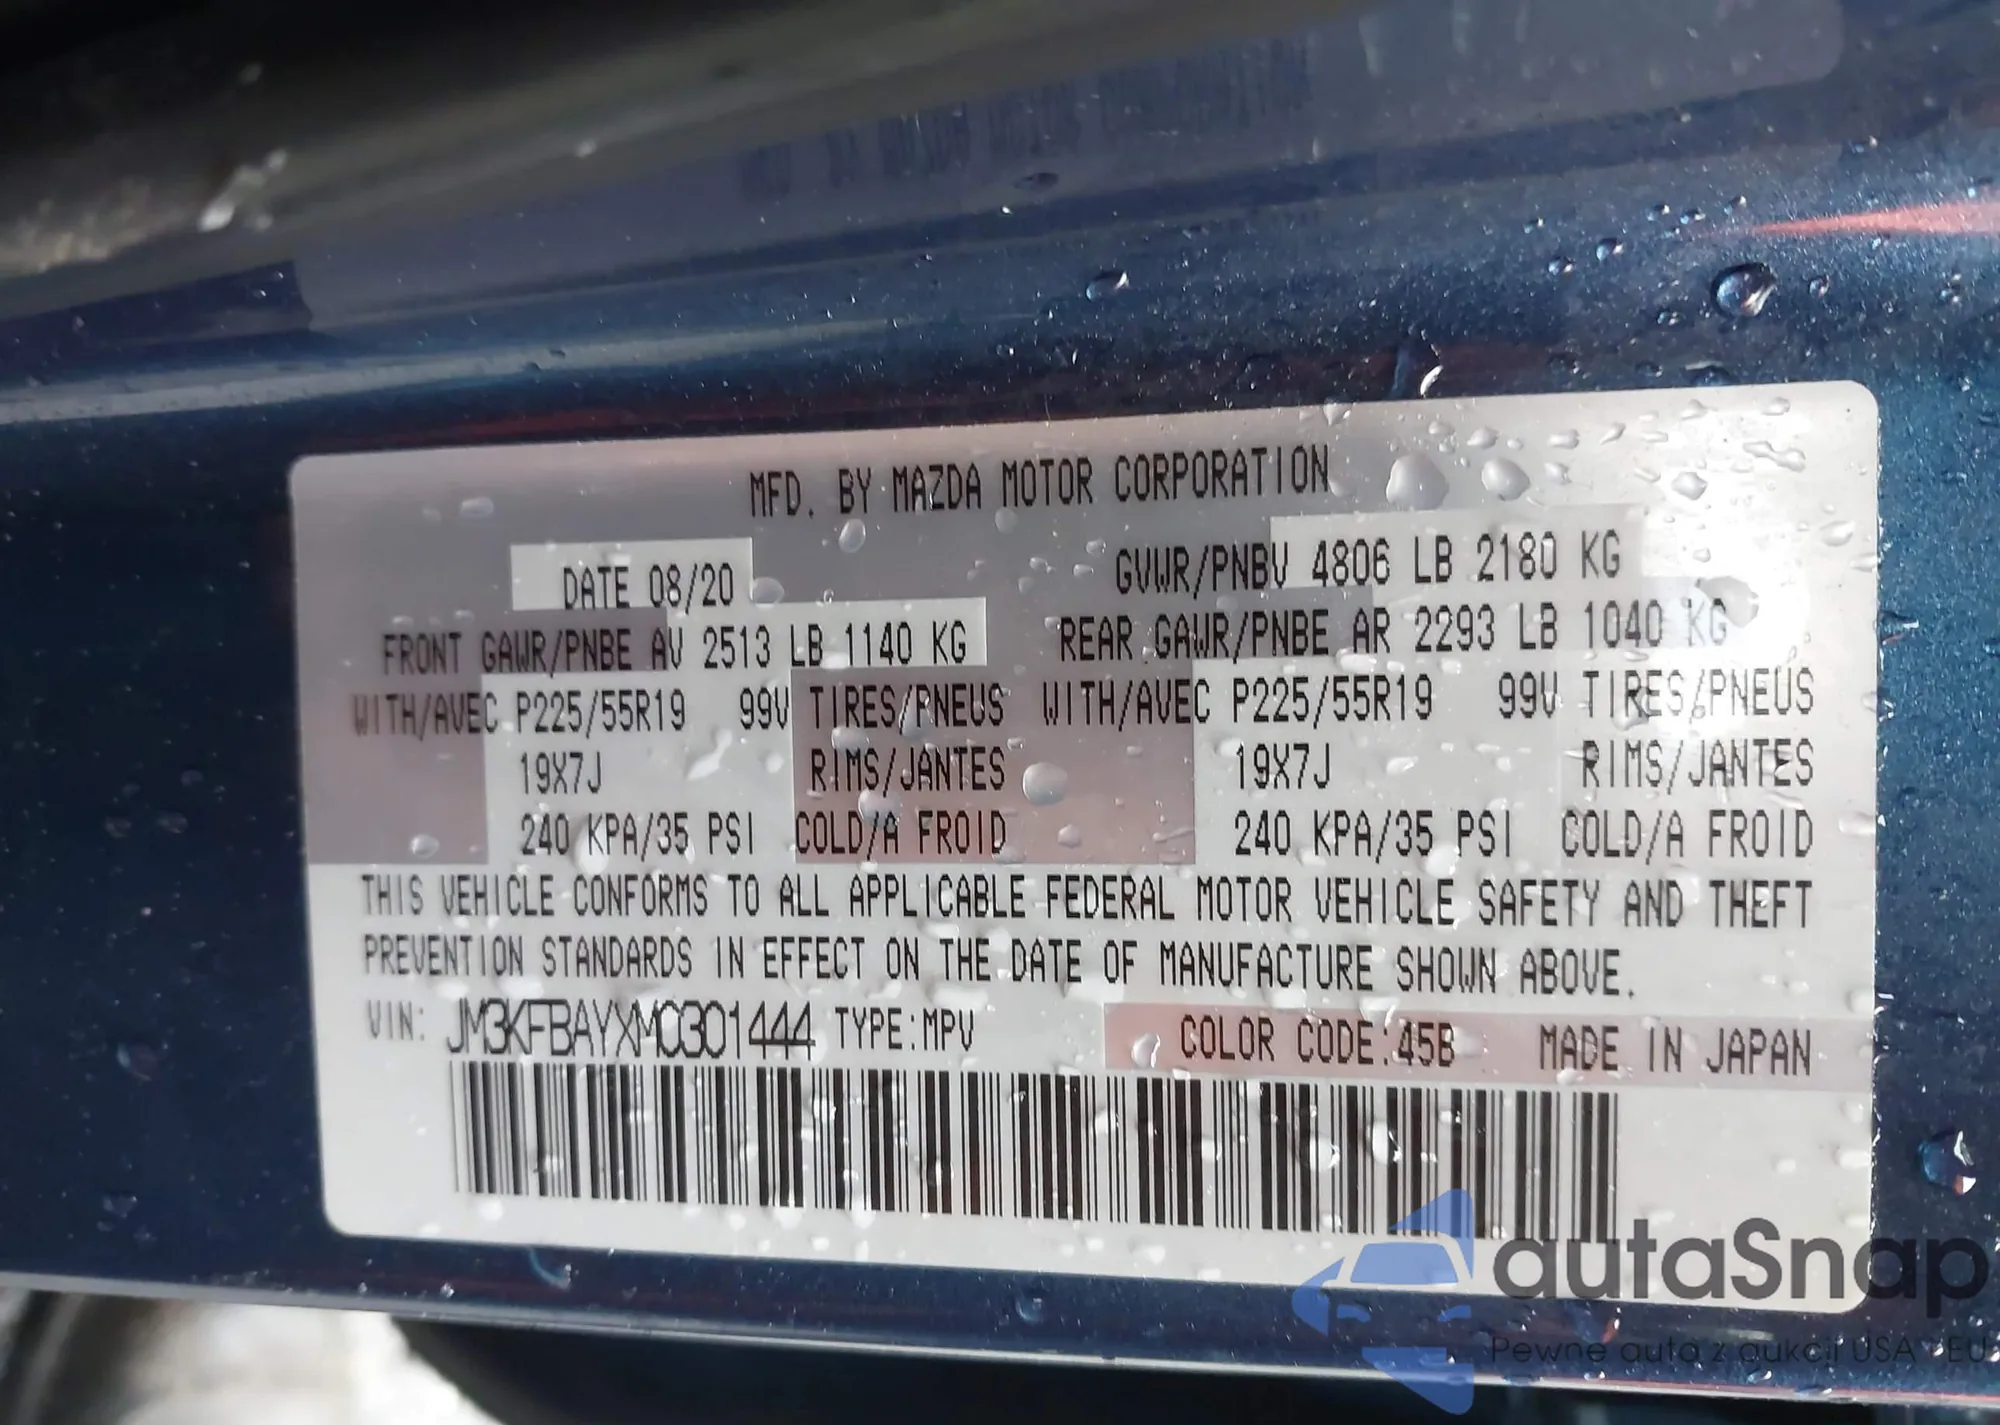 MFD. BY MAZDA MOTOR CORPORATION
DATE 08/20 GVWR/PNBV 4806 LB 2180 KG
FRONT GAWR/PNBE AV 2513 LB 1140 KG REAR GAWR/PNBE AR 2293 LB 1040 KG
WITH/AVEC P225/55R19 99V TIRES/PNEUS WITH/AVEC P225/55R19 99V TIRES/PNEUS
19X7J RIMS/JANTES 19X7J RIMS/JANTES
240 KPA/35 PSI COLD/A FROID 240 KPA/35 PSI COLD/A FROID
THIS VEHICLE CONFORMS TO ALL APPLICABLE FEDERAL MOTOR VEHICLE SAFETY AND THEFT
PREVENTION STANDARDS IN EFFECT ON THE DATE OF MANUFACTURE SHOWN ABOVE.
VIN: JM3KFBAYXM0301444 TYPE:MPV COLOR CODE:45B MADE IN JAPAN
autaSnap
Pewne auta z aukcji USA i EU